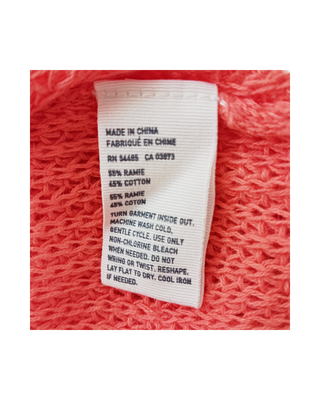 MADE IN CHINA
FABRIQUÉ EN CHINE
RN 54485 CA 03873
55% RAMIE
45% COTTON
55% RAMIE
45% COTON
TURN GARMENT INSIDE OUT.
MACHINE WASH COLD,
GENTLE CYCLE. USE ONLY
NON-CHLORINE BLEACH
WHEN NEEDED. DO NOT
WRING OR TWIST. RESHAPE.
LAY FLAT TO DRY. COOL IRON
IF NEEDED.